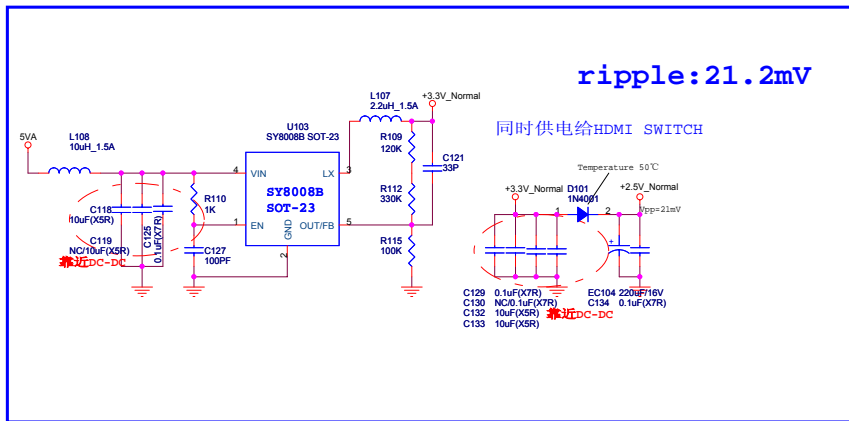 ripple:21.2mV
同时供电给HDMI SWITCH
5VA
L108
10uH_1.5A
U103
SY8008B SOT-23
4
VIN
LX
3
SY8008B
SOT-23
1
EN
OUT/FB
5
GND
2
L107
2.2uH_1.5A
+3.3V_Normal
R109
120K
C121
33P
R112
330K
R115
100K
R110
1K
C127
100PF
C118
10uF(X5R)
C119
NC/10uF(X5R)
C125
0.1uF(X7R)
靠近DC-DC
Temperature 50℃
+3.3V_Normal
D101
1N4001
1
2
+2.5V_Normal
Vpp=21mV
+
C129 0.1uF(X7R)
C130 NC/0.1uF(X7R)
C132 10uF(X5R)
C133 10uF(X5R)
靠近DC-DC
EC104 220uF/16V
C134 0.1uF(X7R)